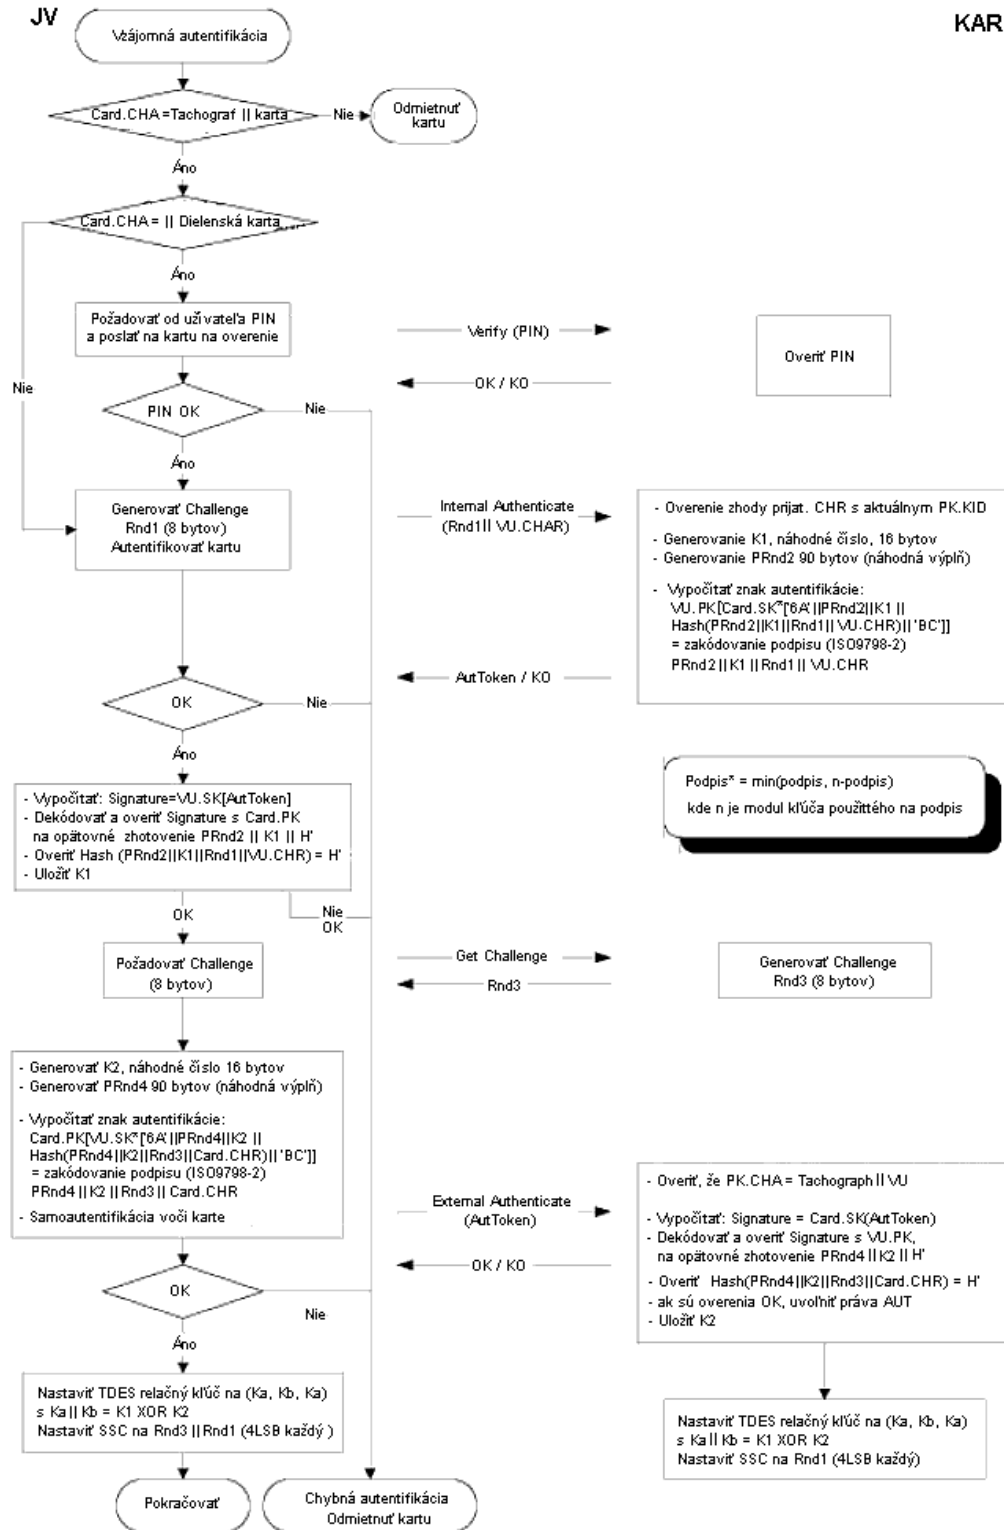 JV
KAR
Vzájomná autentifikácia
Card.CHA =Tachograf || karta
Nie
Odmietnuť
kartu
Áno
Card.CHA = || Dielenská karta
Áno
Požadovať od užívateľa PIN
a poslať na kartu na overenie
Verify (PIN)
Overiť PIN
OK / KO
Nie
PIN OK
Nie
Áno
Generovať Challenge
Rnd1 (8 bytov)
Autentifikovať kartu
Internal Authenticate
(Rnd1|| VU.CHAR)
- Overenie zhody prijat. CHR s aktuálnym PK.KID
- Generovanie K1, náhodné číslo, 16 bytov
- Generovanie PRnd2 90 bytov (náhodná výplň)
- Vypočítať znak autentifikácie:
VU.PK[Card.SK*['6A'||PRnd2||K1 ||
Hash(PRnd2||K1||Rnd1|| VU.CHR)|| 'BC']]
= zakódovanie podpisu (ISO9798-2)
PRnd2 || K1 || Rnd1 || VU.CHR
AutToken / KO
OK
Nie
Áno
- Vypočítať: Signature=VU.SK[AutToken]
- Dekódovať a overiť Signature s Card.PK
na opätovné zhotovenie PRnd2 || K1 || H'
- Overiť Hash (PRnd2||K1||Rnd1||VU.CHR) = H'
- Uložiť K1
Podpis* = min(podpis, n-podpis)
kde n je modul kľúča použittého na podpis
OK
Nie
OK
Požadovať Challenge
(8 bytov)
Get Challenge
Rnd3
Generovať Challenge
Rnd3 (8 bytov)
- Generovať K2, náhodné číslo 16 bytov
- Generovať PRnd4 90 bytov (náhodná výplň)
- Vypočítať znak autentifikácie:
Card.PK[VU.SK*['6A'||PRnd4||K2 ||
Hash(PRnd4||K2||Rnd3||Card.CHR)|| 'BC']]
= zakódovanie podpisu (ISO9798-2)
PRnd4 || K2 || Rnd3 || Card.CHR
- Samoautentifikácia voči karte
External Authenticate
(AutToken)
- Overiť, že PK.CHA = Tachograph || VU
- Vypočítať: Signature = Card.SK(AutToken)
- Dekódovať a overiť Signature s VU.PK,
na opätovné zhotovenie PRnd4 || K2 || H'
- Overiť Hash(PRnd4||K2||Rnd3||Card.CHR) = H'
- ak sú overenia OK, uvoľniť práva AUT
- Uložiť K2
OK / KO
OK
Nie
Áno
Nastaviť TDES relačný kľúč na (Ka, Kb, Ka)
s Ka || Kb = K1 XOR K2
Nastaviť SSC na Rnd3 || Rnd1 (4LSB každý )
Nastaviť TDES relačný kľúč na (Ka, Kb, Ka)
s Ka || Kb = K1 XOR K2
Nastaviť SSC na Rnd1 (4LSB každý)
Pokračovať
Chybná autentifikácia
Odmietnuť kartu